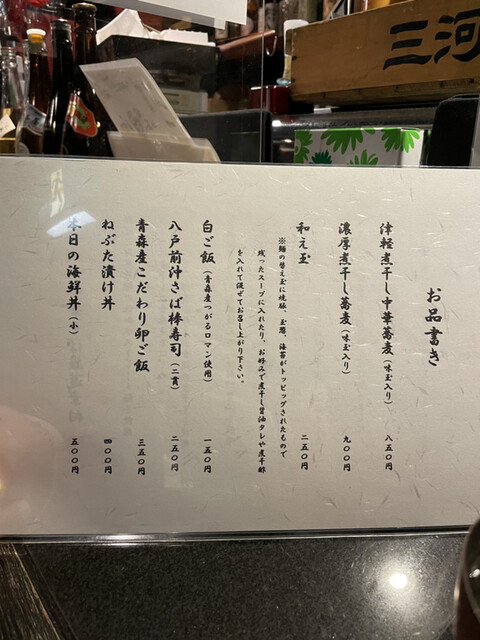 三河
お品書き
津軽煮干し中華蕎麦（味玉入り） 八五〇円
濃厚煮干し蕎麦（味玉入り） 九〇〇円
和え玉 二五〇円
※麺の替え玉に焼豚、玉葱、海苔がトッピングされたもので
残ったスープに入れたり、お好みで煮干し醤油タレや煮干酢
を入れて混ぜてお召し上がり下さい。
白ご飯（青森産つがるロマン使用） 一五〇円
八戸前沖さば棒寿司（二貫） 二五〇円
青森産こだわり卵ご飯 三五〇円
ねぶた漬け丼 四〇〇円
本日の海鮮丼（小） 五〇〇円